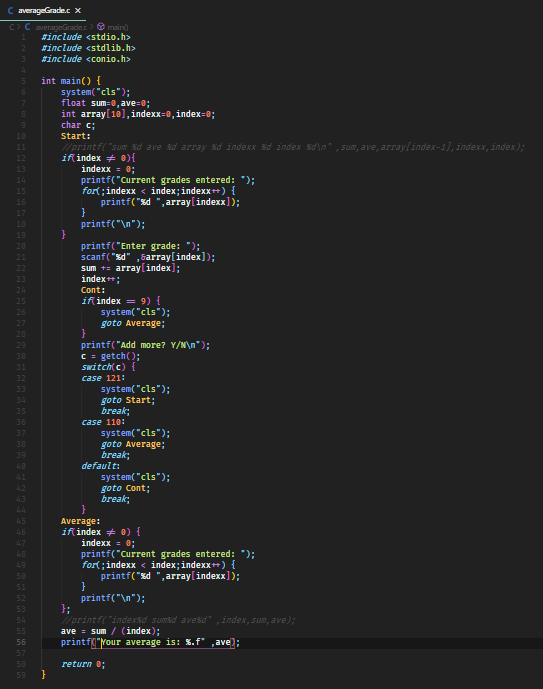 averageGrade.c ×
C > C averageGrade.c > main()
1 #include <stdio.h>
2 #include <stdlib.h>
3 #include <conio.h>
4
5 int main() {
6 system("cls");
7 float sum=0,ave=0;
8 int array[10],indexx=0,index=0;
9 char c;
10 Start:
11 //printf("sum %d ave %d array %d indexx %d index %d\n" ,sum,ave,array[index-1],indexx,index);
12 if(index != 0){
13 indexx = 0;
14 printf("Current grades entered: ");
15 for(;indexx < index;indexx++) {
16 printf("%d ",array[indexx]);
17 }
18 printf("\n");
19 }
20 printf("Enter grade: ");
21 scanf("%d" ,&array[index]);
22 sum += array[index];
23 index++;
24 Cont:
25 if(index == 9) {
26 system("cls");
27 goto Average;
28 }
29 printf("Add more? Y/N\n");
30 c = getch();
31 switch(c) {
32 case 121:
33 system("cls");
34 goto Start;
35 break;
36 case 110:
37 system("cls");
38 goto Average;
39 break;
40 default:
41 system("cls");
42 goto Cont;
43 break;
44 }
45 Average:
46 if(index != 0) {
47 indexx = 0;
48 printf("Current grades entered: ");
49 for(;indexx < index;indexx++) {
50 printf("%d ",array[indexx]);
51 }
52 printf("\n");
53 };
54 //printf("index%d sum%d ave%d" ,index,sum,ave);
55 ave = sum / (index);
56 printf("Your average is: %.f" ,ave);
57
58 return 0;
59 }